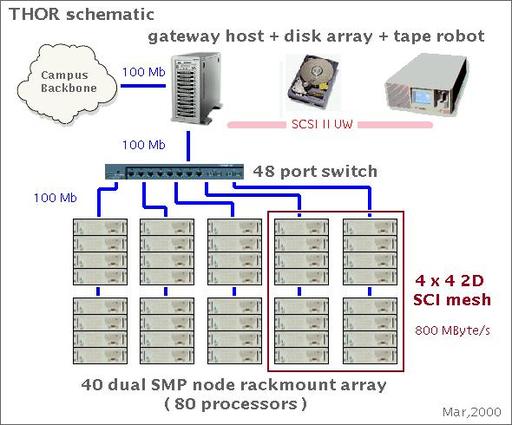 THOR schematic
gateway host + disk array + tape robot
Campus
Backbone
100 Mb
SCSI II UW
100 Mb
48 port switch
100 Mb
4 x 4 2D
SCI mesh
800 MByte/s
40 dual SMP node rackmount array
( 80 processors )
Mar,2000